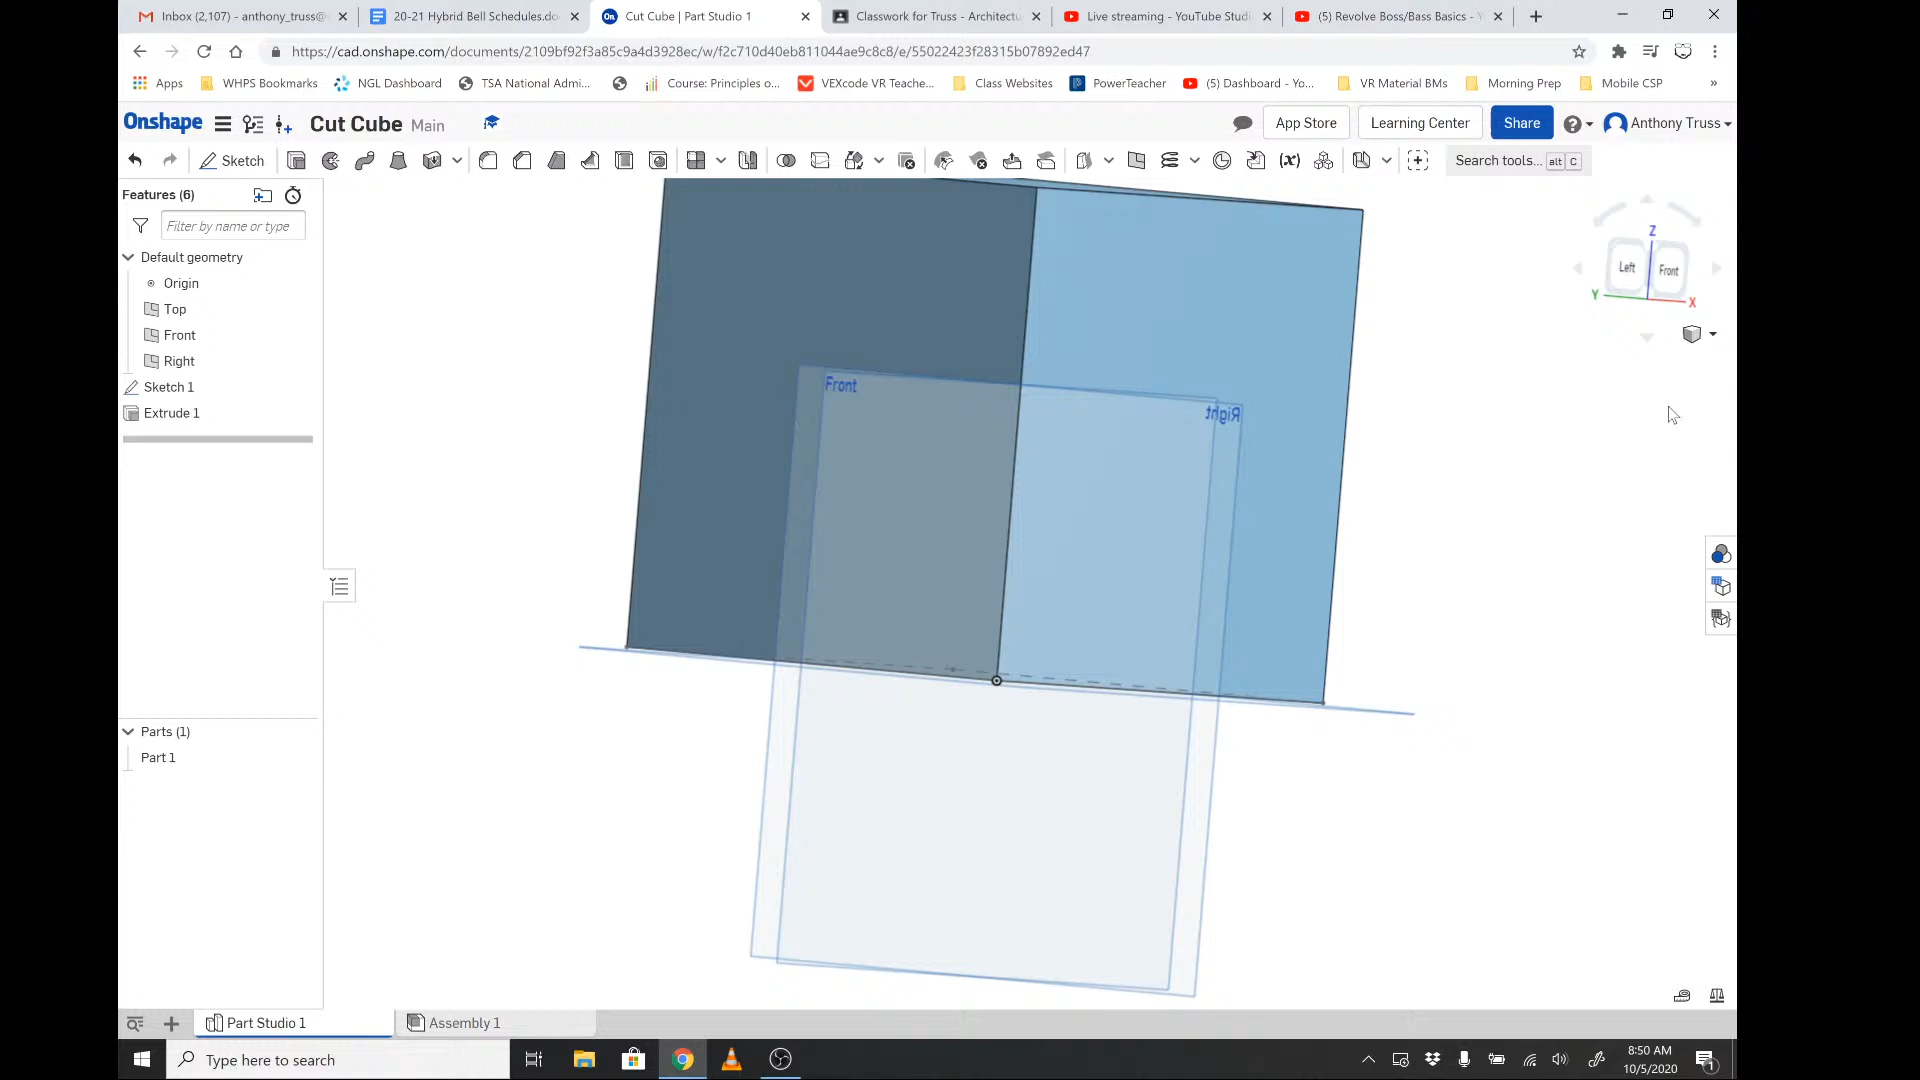 Inbox (2,107) - anthony_truss@
20-21 Hybrid Bell Schedules.do
Cut Cube | Part Studio 1
Classwork for Truss - Architectu
Live streaming - YouTube Studi
(5) Revolve Boss/Bass Basics - Y
https://cad.onshape.com/documents/2109bf92f3a85c9a4d3928ec/w/f2c710d40eb811044ae9c8c8/e/55022423f28315b07892ed47
Apps
WHPS Bookmarks
NGL Dashboard
TSA National Admi...
Course: Principles o...
VEXcode VR Teache...
Class Websites
PowerTeacher
(5) Dashboard - Yo...
VR Material BMs
Morning Prep
Mobile CSP
»
Onshape
Cut Cube Main
App Store
Learning Center
Share
Anthony Truss
Sketch
Search tools... alt C
Features (6)
Filter by name or type
Default geometry
Origin
Top
Front
Right
Sketch 1
Extrude 1
Parts (1)
Part 1
Front
Right
Z
Left
Front
Y
X
Part Studio 1
Assembly 1
Type here to search
8:50 AM
10/5/2020
1